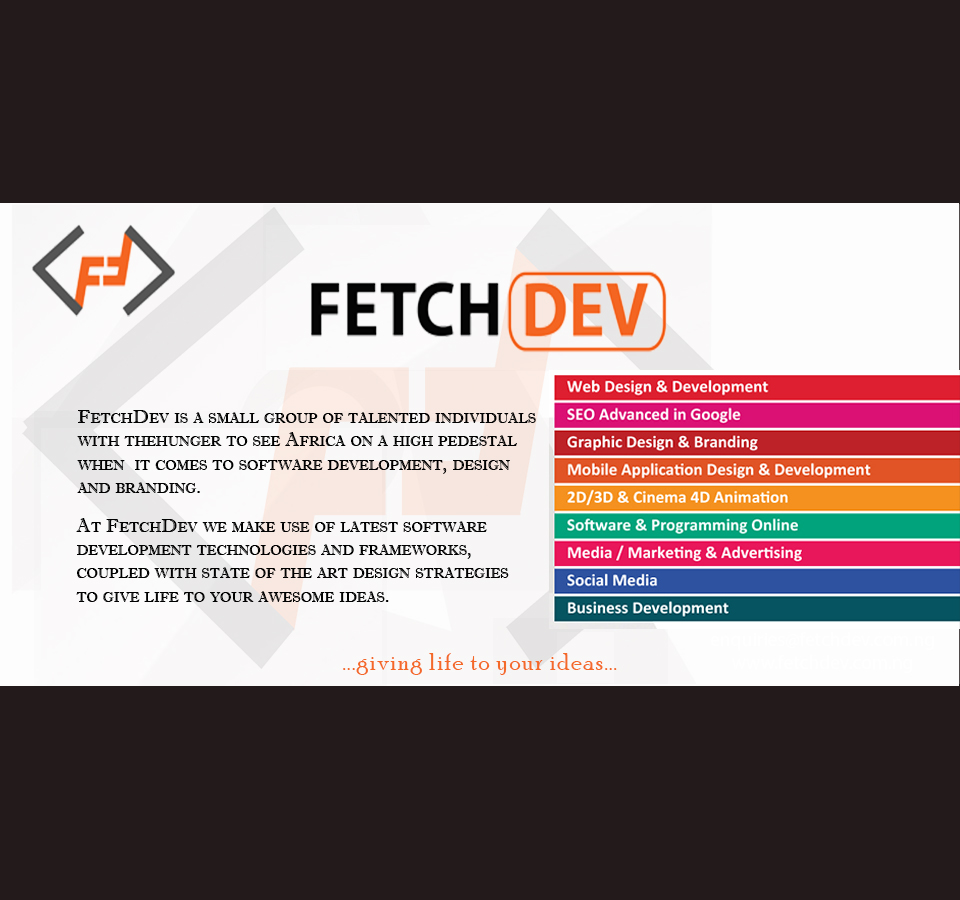 FETCH DEV
FetchDev is a small group of talented individuals
with thehunger to see Africa on a high pedestal
when it comes to software development, design
and branding.
At FetchDev we make use of latest software
development technologies and frameworks,
coupled with state of the art design strategies
to give life to your awesome ideas.
Web Design & Development
SEO Advanced in Google
Graphic Design & Branding
Mobile Application Design & Development
2D/3D & Cinema 4D Animation
Software & Programming Online
Media / Marketing & Advertising
Social Media
Business Development
...giving life to your ideas...